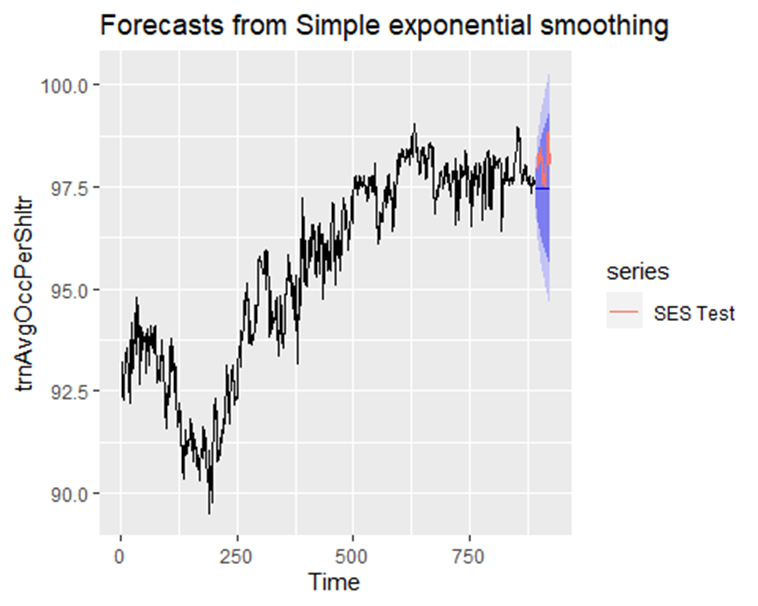 Forecasts from Simple exponential smoothing
100.0
97.5
95.0
92.5
90.0
trnAvgOccPerShltr
0 250 500 750
Time
series
SES Test